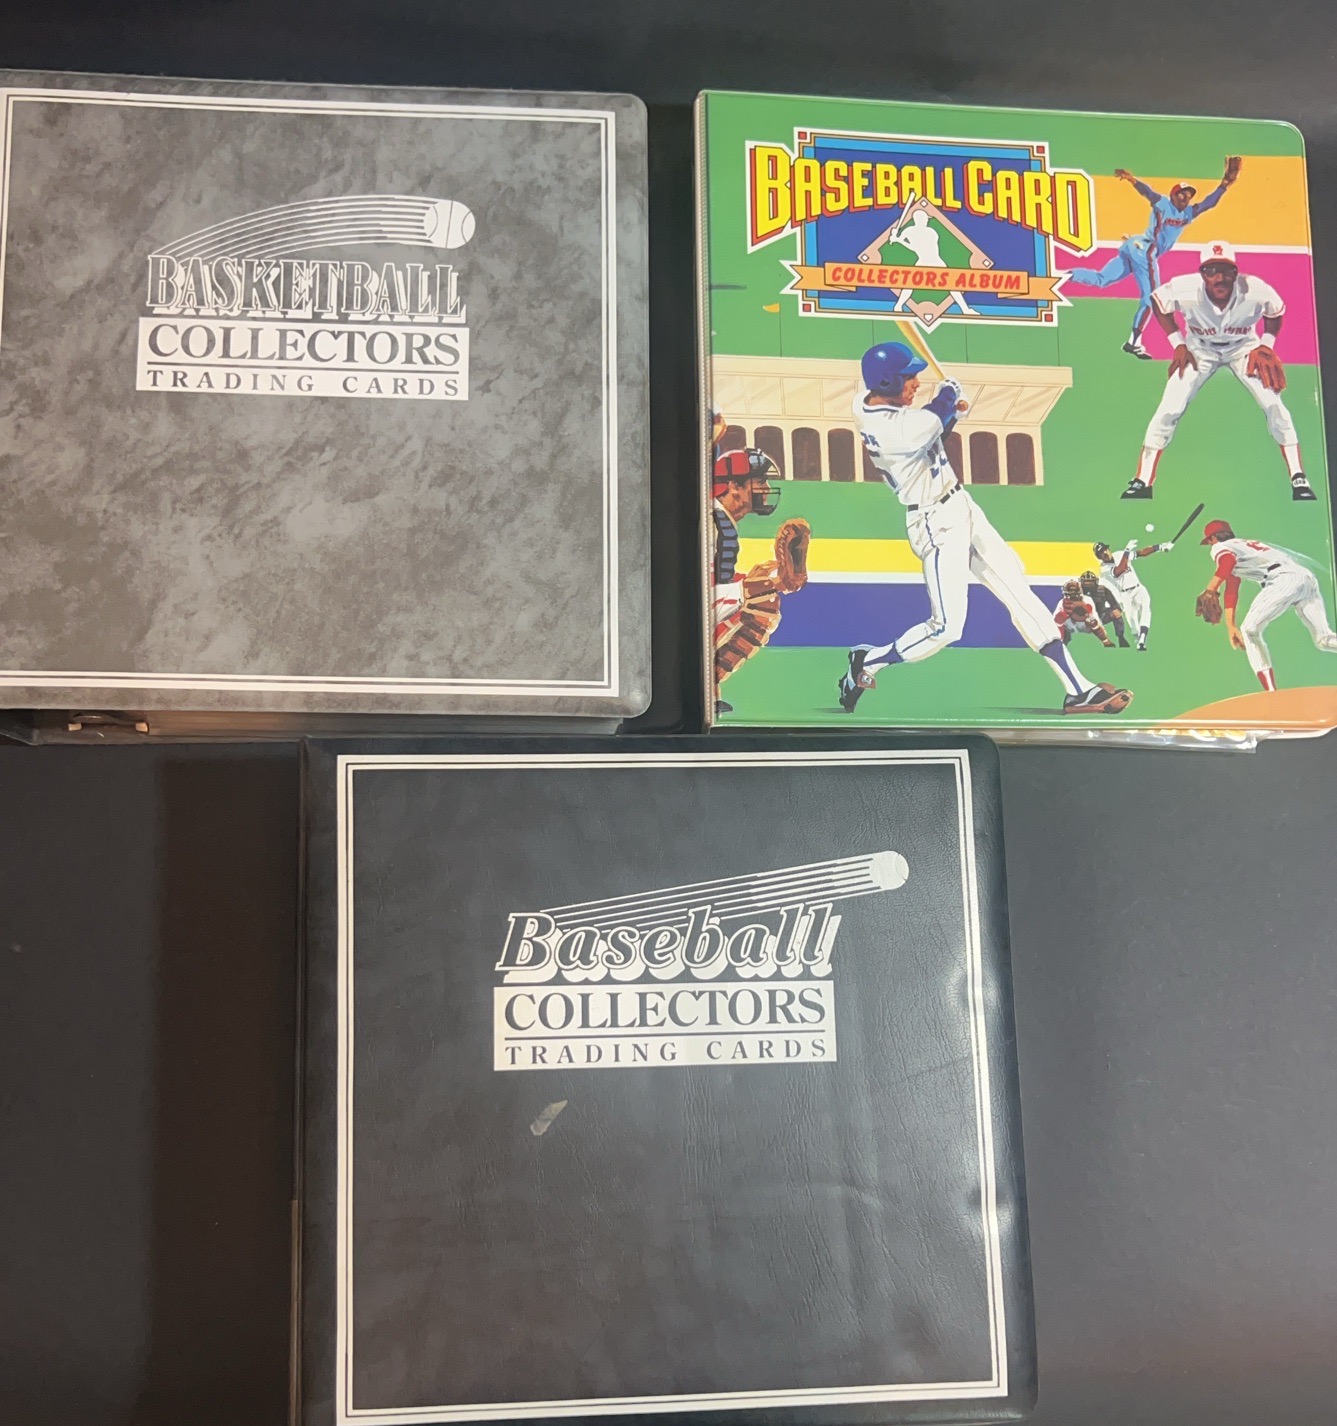 BASKETBALL
COLLECTORS
TRADING CARDS
BASEBALL CARD
COLLECTORS ALBUM
Baseball
COLLECTORS
TRADING CARDS